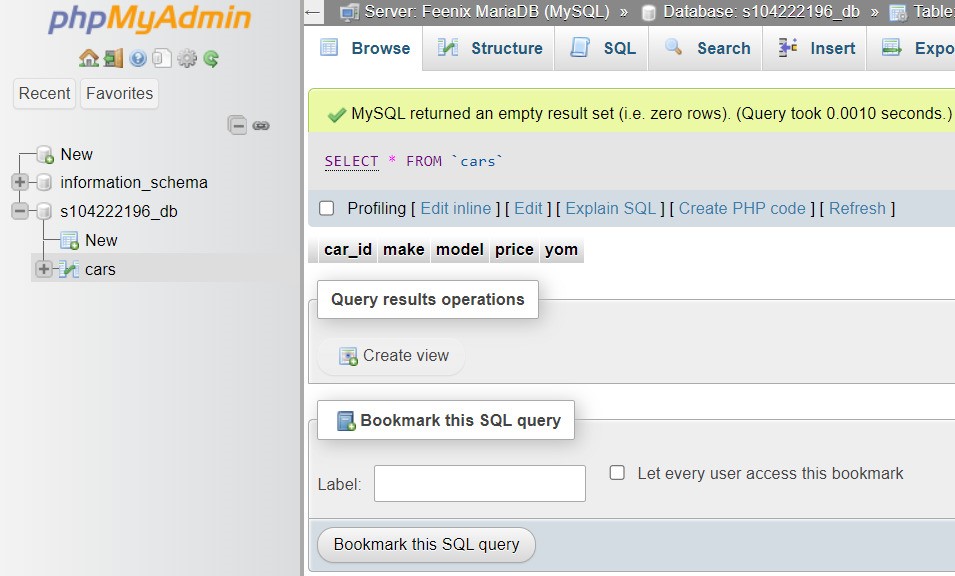 phpMyAdmin
Recent Favorites
New
information_schema
s104222196_db
New
cars
Server: Feenix MariaDB (MySQL) » Database: s104222196_db » Table:
Browse Structure SQL Search Insert Expo
MySQL returned an empty result set (i.e. zero rows). (Query took 0.0010 seconds.)
SELECT * FROM `cars`
Profiling [ Edit inline ] [ Edit ] [ Explain SQL ] [ Create PHP code ] [ Refresh ]
car_id make model price yom
Query results operations
Create view
Bookmark this SQL query
Label: Let every user access this bookmark
Bookmark this SQL query